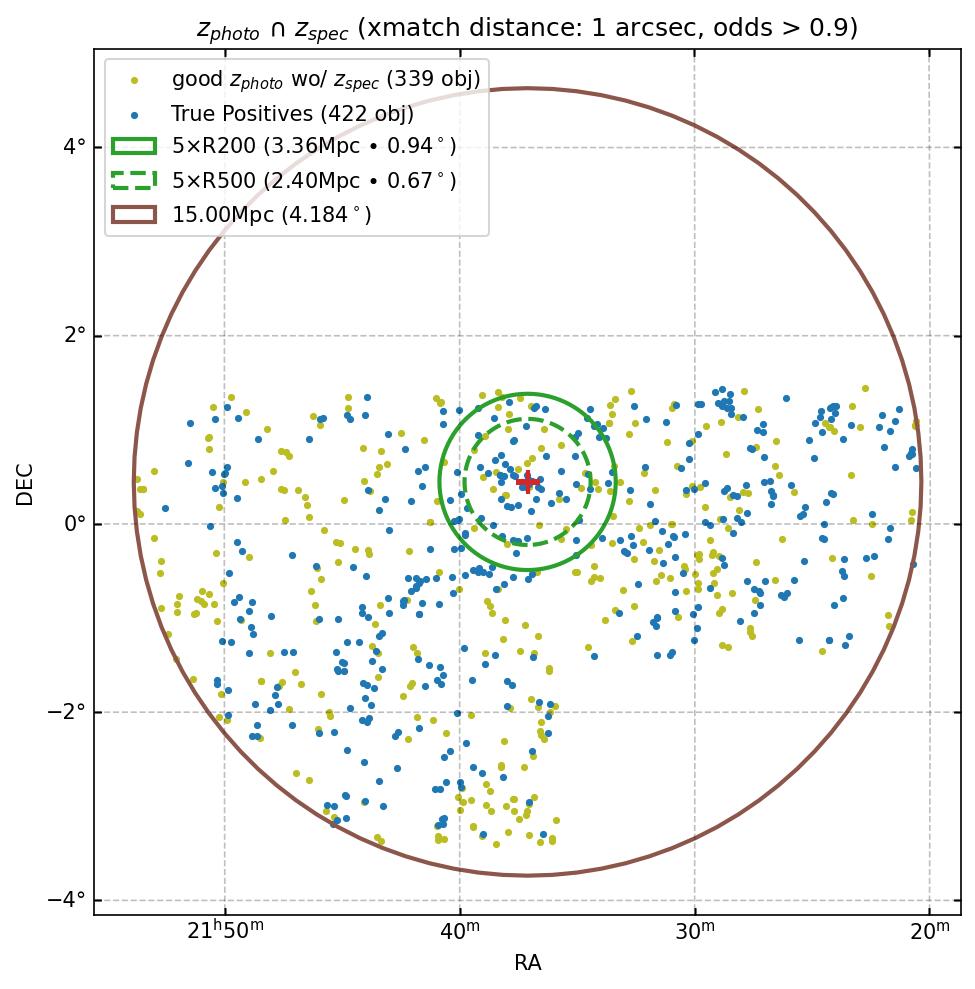 z_photo ∩ z_spec (xmatch distance: 1 arcsec, odds > 0.9)
good z_photo wo/ z_spec (339 obj)
True Positives (422 obj)
5×R200 (3.36Mpc • 0.94°)
5×R500 (2.40Mpc • 0.67°)
15.00Mpc (4.184°)
4°
2°
0°
−2°
−4°
DEC
21h50m 40m 30m 20m
RA